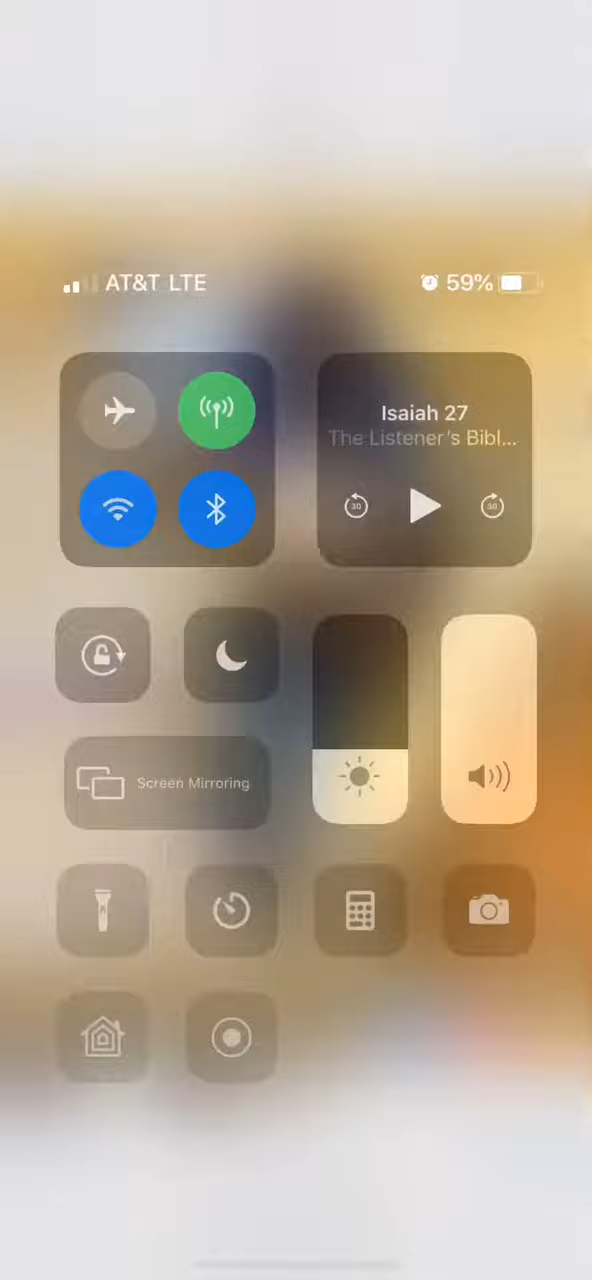 AT&T LTE
59%
Isaiah 27
The Listener's Bibl...
30
30
Screen Mirroring